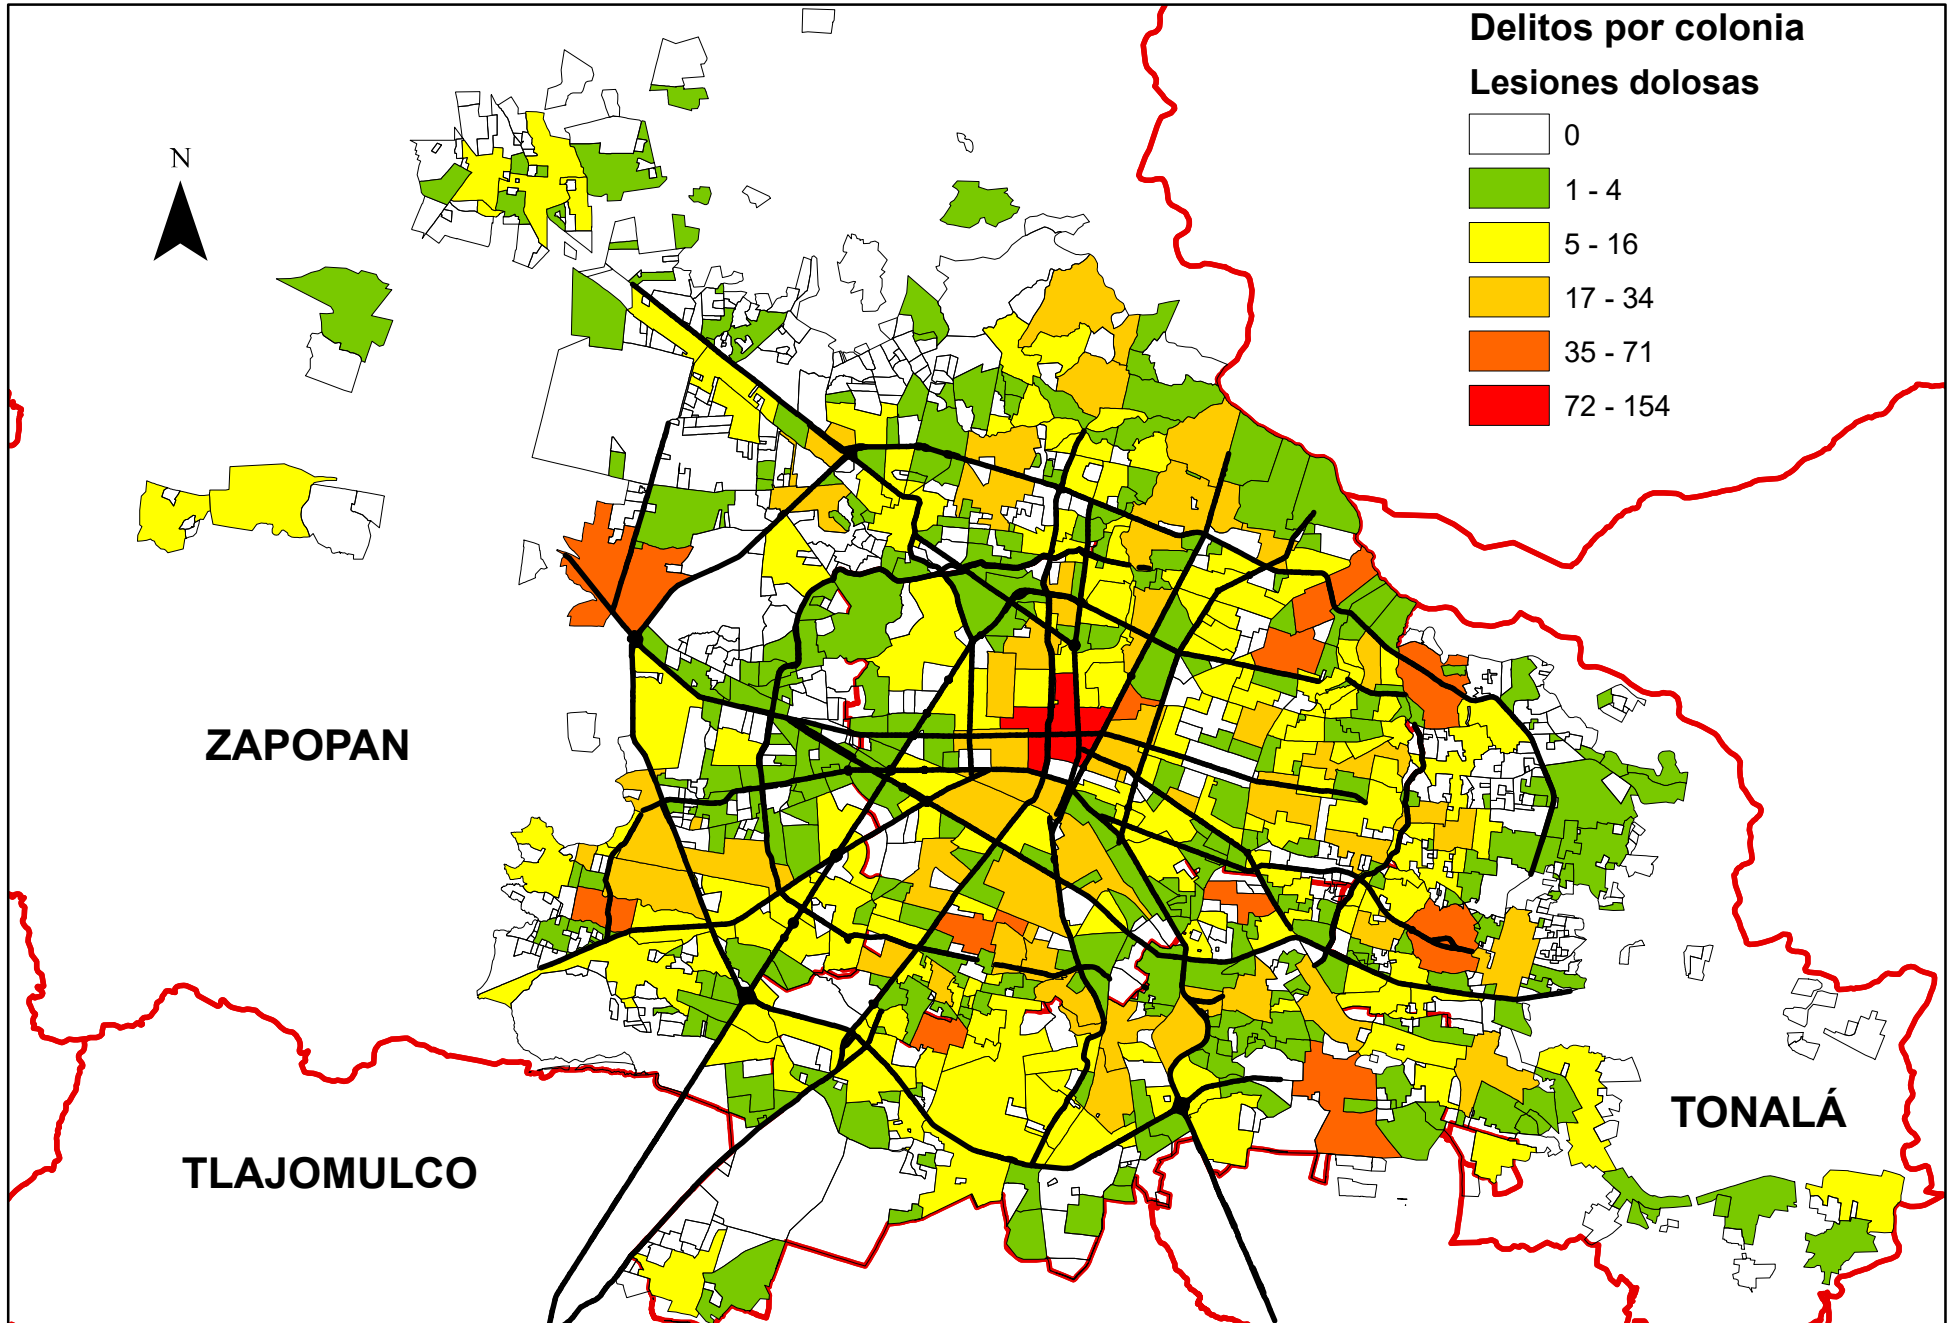 Delitos por colonia
Lesiones dolosas
0
1 - 4
5 - 16
17 - 34
35 - 71
72 - 154
N
ZAPOPAN
TONALÁ
TLAJOMULCO